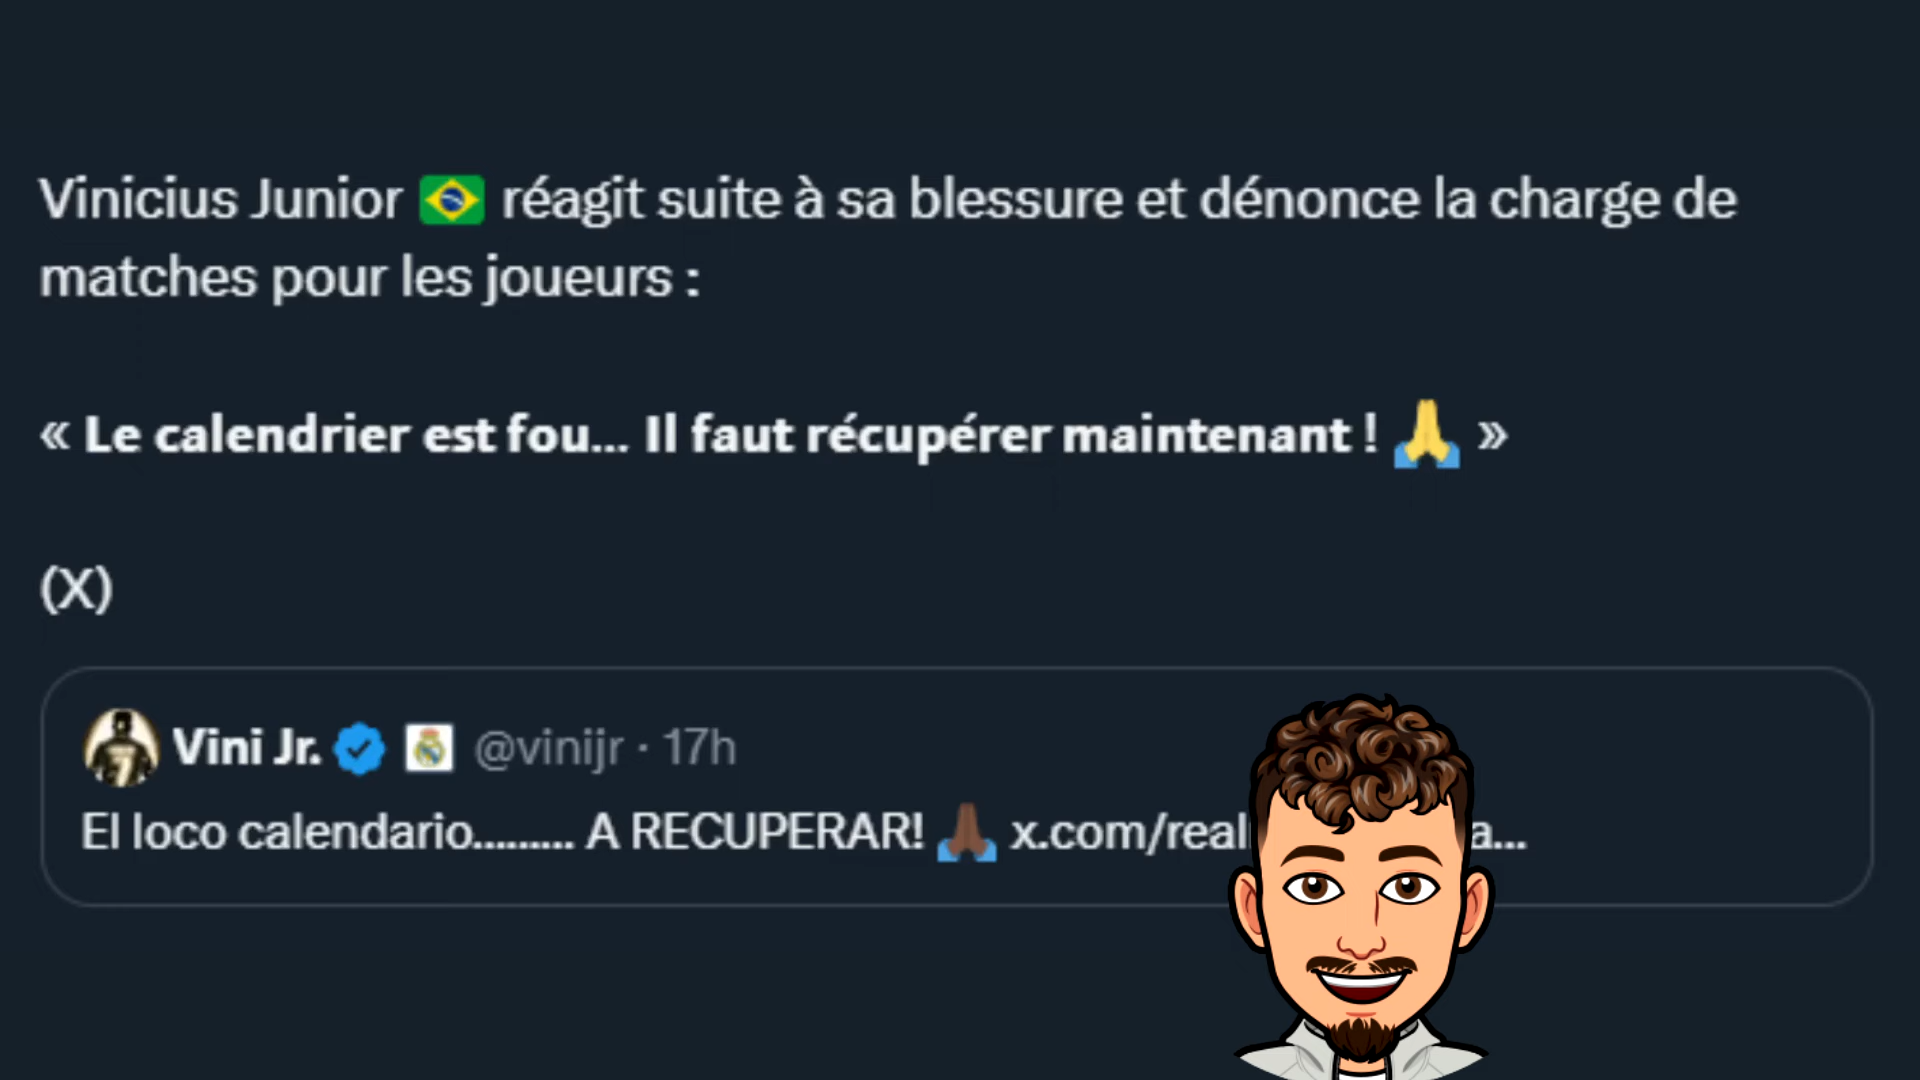 Vinicius Junior 🇧🇷 réagit suite à sa blessure et dénonce la charge de
matches pour les joueurs :
« Le calendrier est fou... Il faut récupérer maintenant ! 🙏 »
(X)
Vini Jr. @vinijr · 17h
El loco calendario.......... A RECUPERAR! 🙏🏾 x.com/real a...